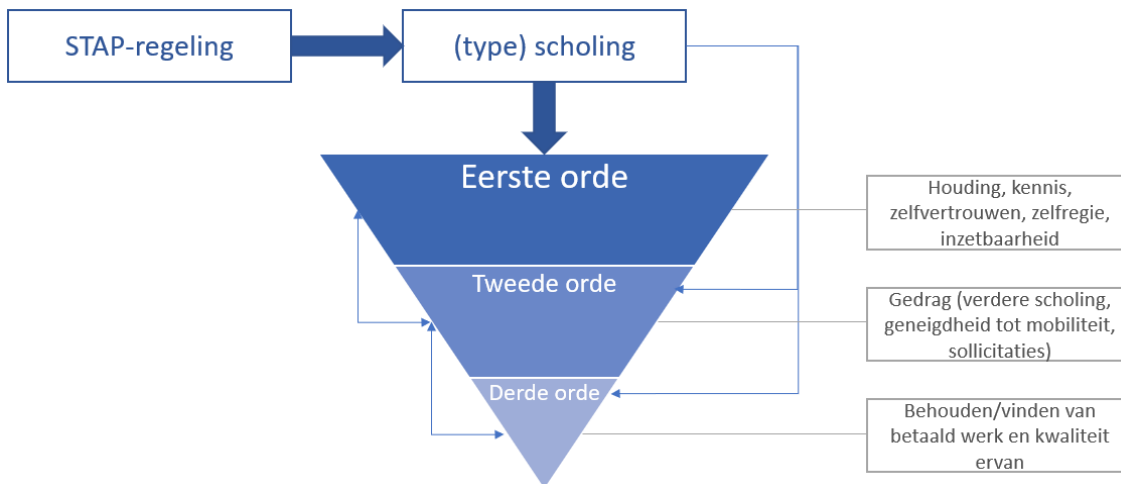 STAP-regeling
(type) scholing
Eerste orde
Houding, kennis,
zelfvertrouwen, zelfregie,
inzetbaarheid
Tweede orde
Gedrag (verdere scholing,
geneigdheid tot mobiliteit,
sollicitaties)
Derde orde
Behouden/vinden van
betaald werk en kwaliteit
ervan